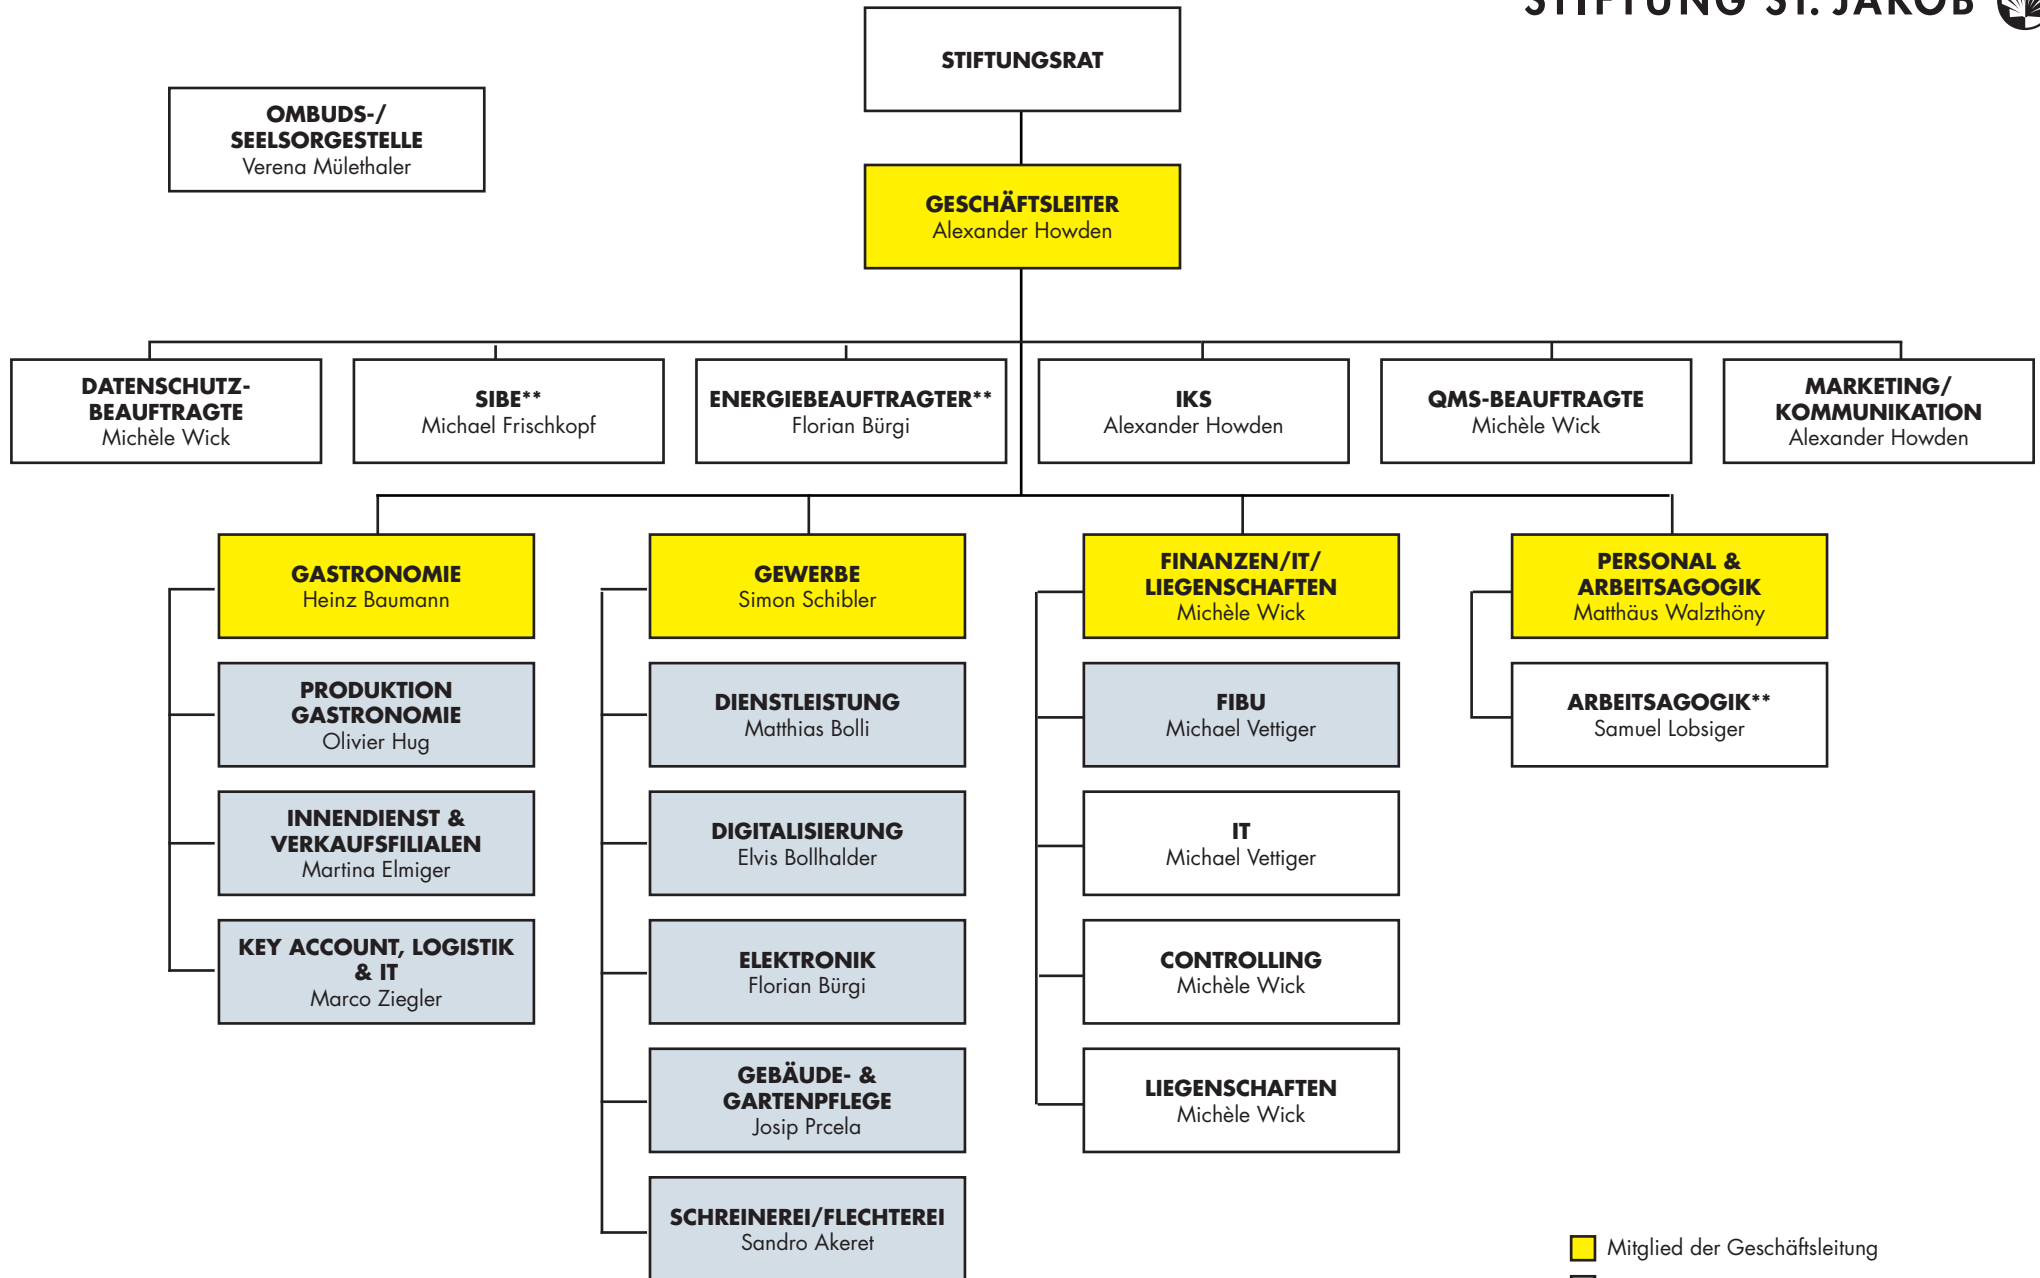 STIFTUNG ST. JAKOB
STIFTUNGSRAT
OMBUDS-/
SEELSORGESTELLE
Verena Mülethaler
GESCHÄFTSLEITER
Alexander Howden
DATENSCHUTZ-
BEAUFTRAGTE
Michèle Wick
SIBE**
Michael Frischkopf
ENERGIEBEAUFTRAGTER**
Florian Bürgi
IKS
Alexander Howden
QMS-BEAUFTRAGTE
Michèle Wick
MARKETING/
KOMMUNIKATION
Alexander Howden
GASTRONOMIE
Heinz Baumann
PRODUKTION
GASTRONOMIE
Olivier Hug
INNENDIENST &
VERKAUFSFILIALEN
Martina Elmiger
KEY ACCOUNT, LOGISTIK
& IT
Marco Ziegler
GEWERBE
Simon Schibler
DIENSTLEISTUNG
Matthias Bolli
DIGITALISIERUNG
Elvis Bollhalder
ELEKTRONIK
Florian Bürgi
GEBÄUDE- &
GARTENPFLEGE
Josip Prcela
SCHREINEREI/FLECHTEREI
Sandro Akeret
FINANZEN/IT/
LIEGENSCHAFTEN
Michèle Wick
FIBU
Michael Vettiger
IT
Michael Vettiger
CONTROLLING
Michèle Wick
LIEGENSCHAFTEN
Michèle Wick
PERSONAL &
ARBEITSAGOGIK
Matthäus Walzthöny
ARBEITSAGOGIK**
Samuel Lobsiger
Mitglied der Geschäftsleitung